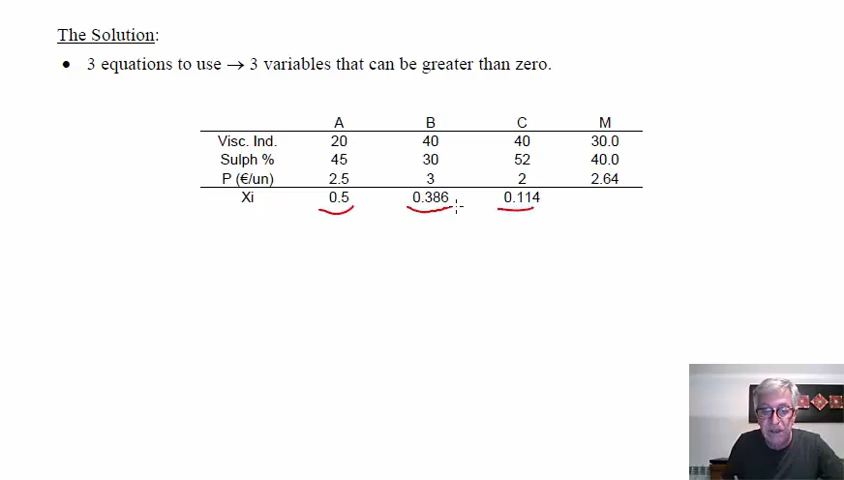 The Solution:
• 3 equations to use → 3 variables that can be greater than zero.
A B C M
Visc. Ind. 20 40 40 30.0
Sulph % 45 30 52 40.0
P (€/un) 2.5 3 2 2.64
Xi 0.5 0.386 0.114